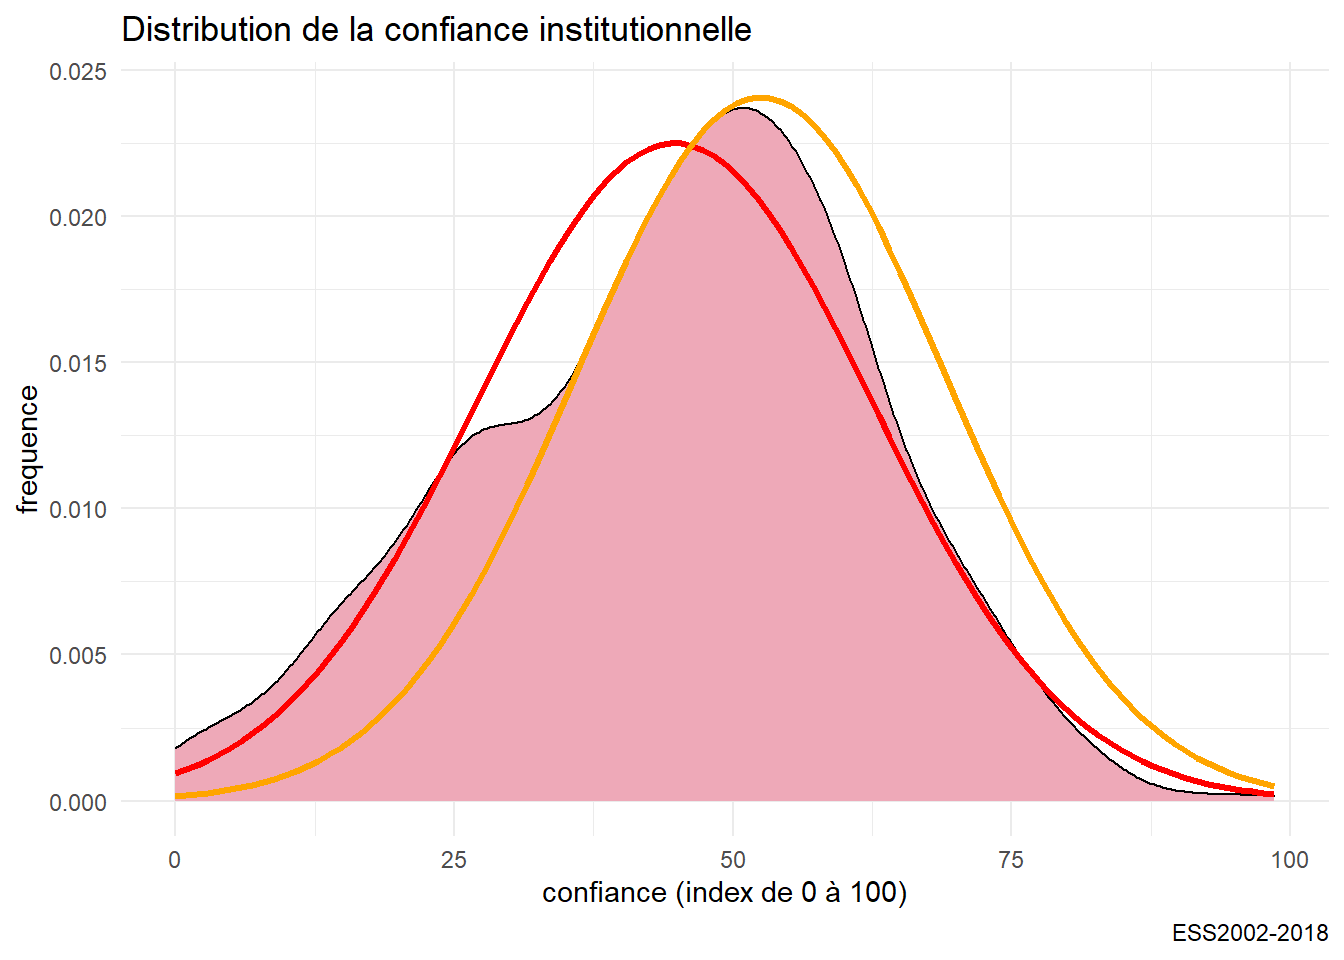 Distribution de la confiance institutionnelle
0.025
0.020
0.015
0.010
0.005
0.000
frequence
0 25 50 75 100
confiance (index de 0 à 100)
ESS2002-2018